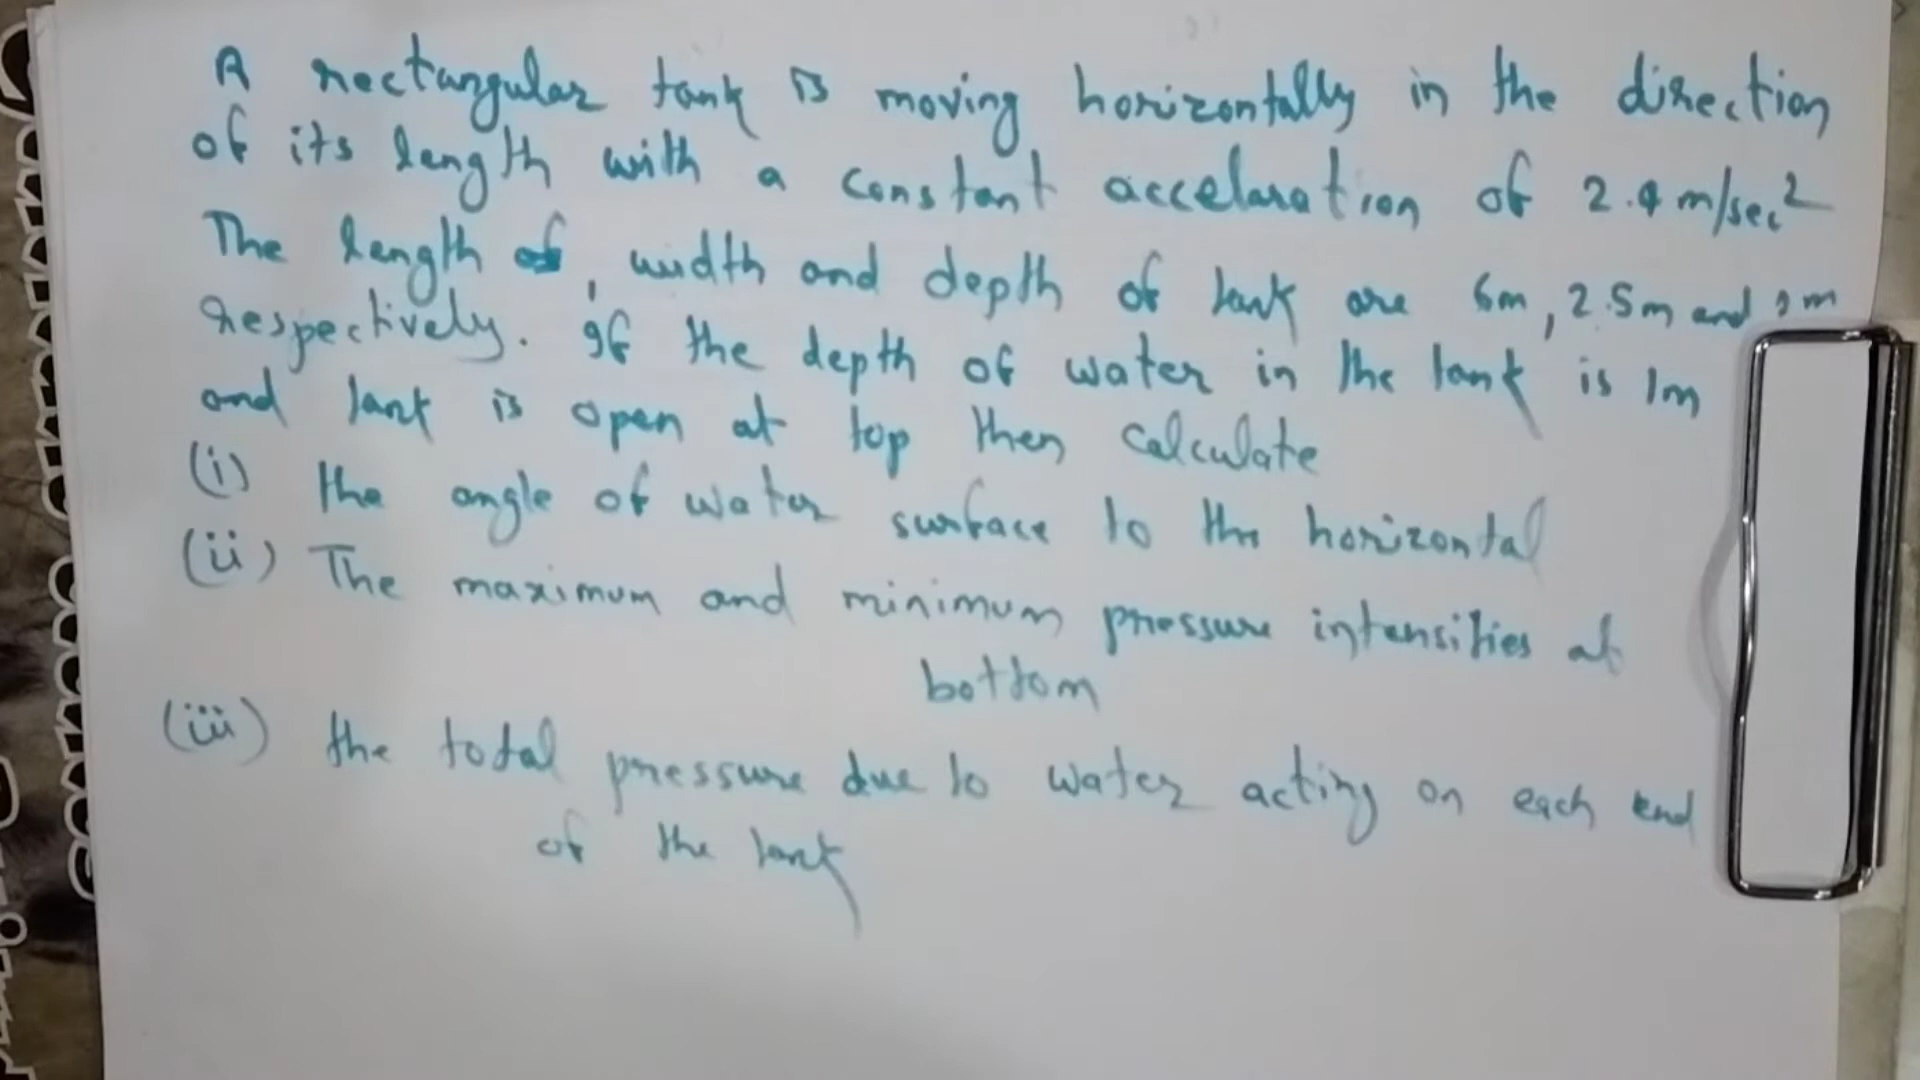 A rectangular tank is moving horizontally in the direction
of its length with a constant accelaration of 2.4 m/sec2
The length , width and depth of tank are 6m, 2.5m and m
respectively. If the depth of water in the tank is 1m
and tank is open at top then calculate
(i) the angle of water surface to the horizontal
(ii) The maximum and minimum pressure intensities at
bottom
(iii) the total pressure due to water acting on each end
of the tank